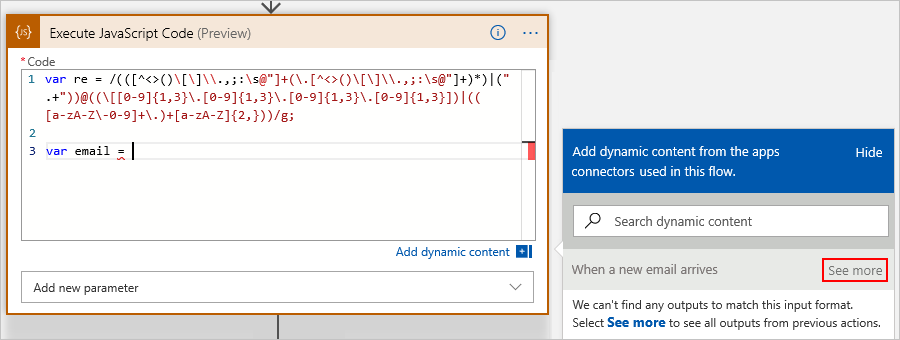 {JS}
Execute JavaScript Code (Preview)
*Code
1 var re = /(([^<>()\[\]\\.,;:\s@"]+(\.[^<>()\[\]\\.,;:\s@"]+)*)|("
.+"))@((\[[0-9]{1,3}\.[0-9]{1,3}\.[0-9]{1,3}\.[0-9]{1,3}])|((
[a-zA-Z\-0-9]+\.)+[a-zA-Z]{2,}))/g;
2
3 var email =
Add dynamic content
Add new parameter
Add dynamic content from the apps
connectors used in this flow.
Hide
Search dynamic content
When a new email arrives
See more
We can't find any outputs to match this input format.
Select See more to see all outputs from previous actions.